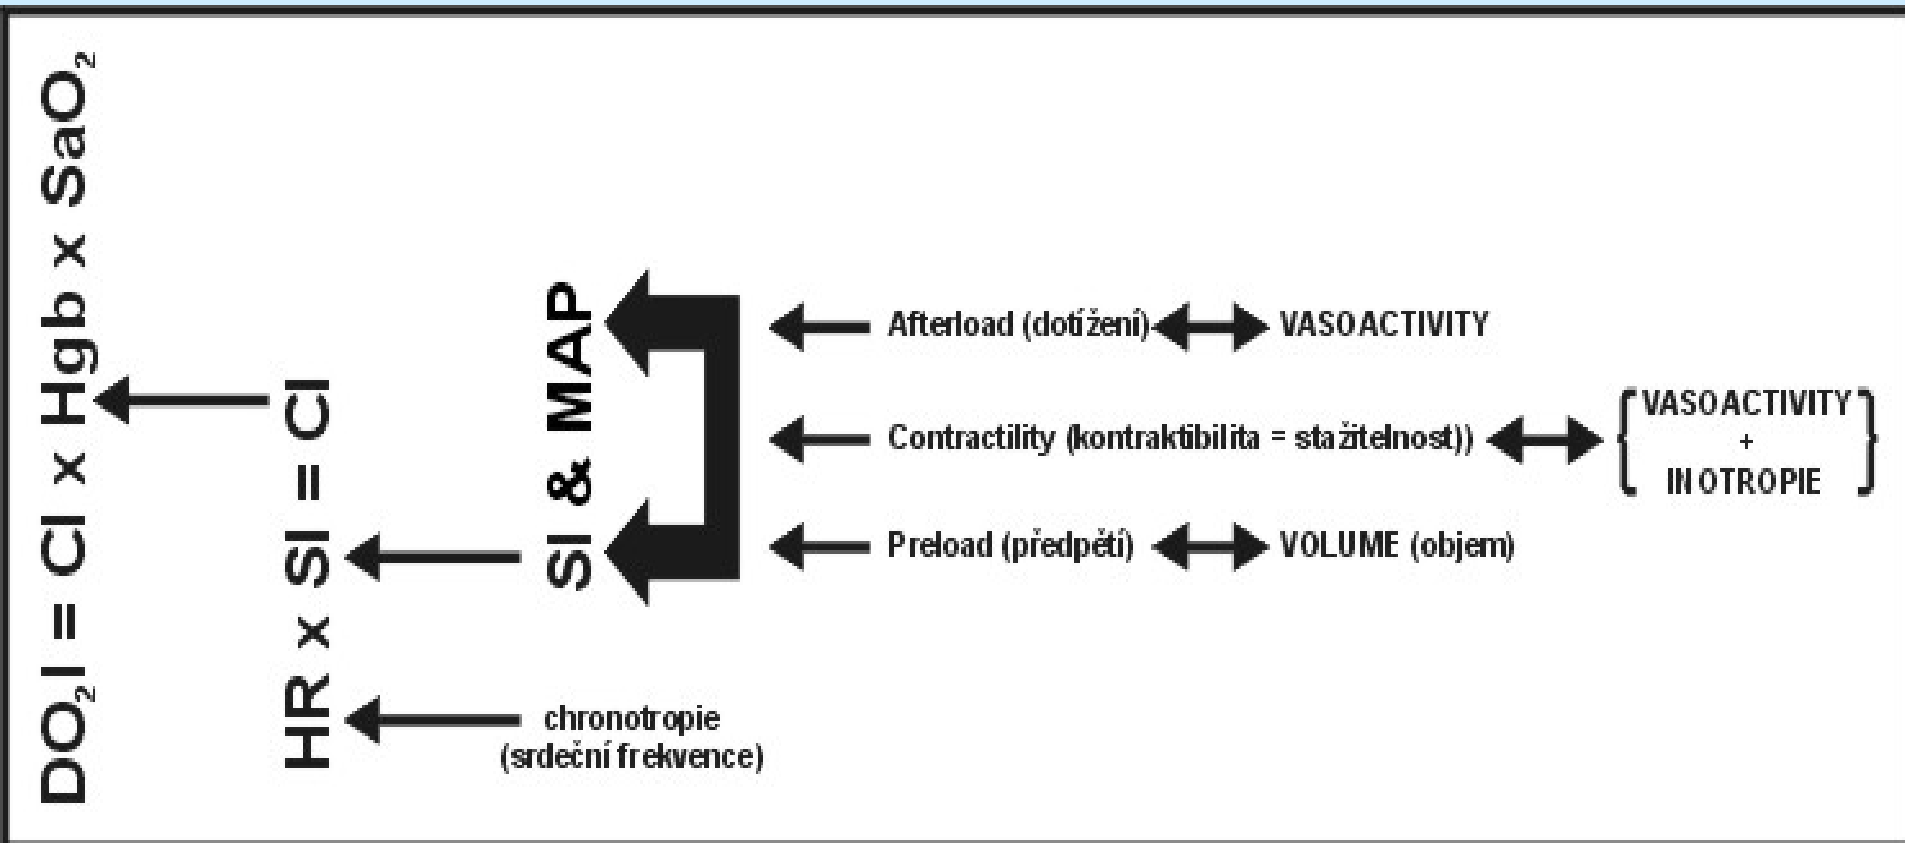 DO₂I = CI x Hgb x SaO₂
HR x SI = CI
SI & MAP
Afterload (dotížení)
VASOACTIVITY
Contractility (kontraktibilita = stažitelnost))
VASOACTIVITY
+
INOTROPIE
Preload (předpětí)
VOLUME (objem)
chronotropie
(srdeční frekvence)